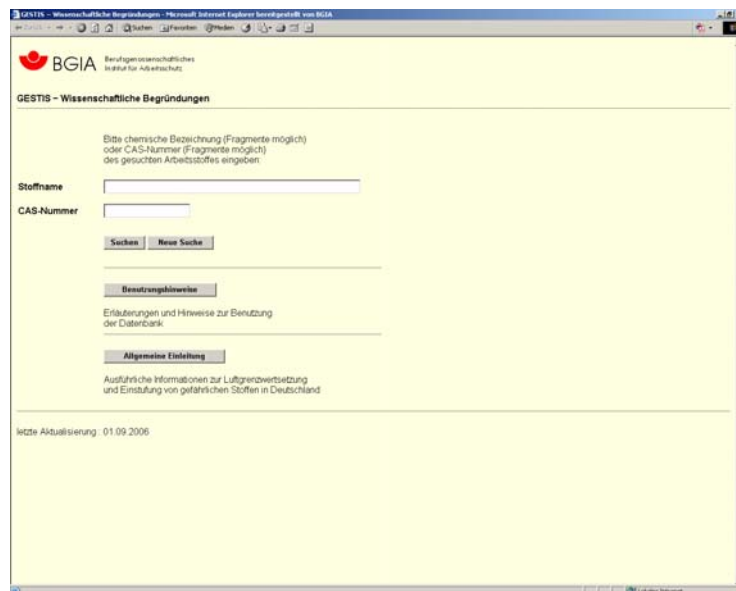 GESTIS - Wissenschaftliche Begründungen - Microsoft Internet Explorer bereitgestellt von BGIA
Suchen Favoriten Medien
BGIA Berufsgenossenschaftliches
Institut für Arbeitsschutz
GESTIS – Wissenschaftliche Begründungen
Bitte chemische Bezeichnung (Fragmente möglich)
oder CAS-Nummer (Fragmente möglich)
des gesuchten Arbeitsstoffes eingeben:
Stoffname
CAS-Nummer
Suchen Neue Suche
Benutzungshinweise
Erläuterungen und Hinweise zur Benutzung
der Datenbank
Allgemeine Einleitung
Ausführliche Informationen zur Luftgrenzwertsetzung
und Einstufung von gefährlichen Stoffen in Deutschland
letzte Aktualisierung: 01.09.2006